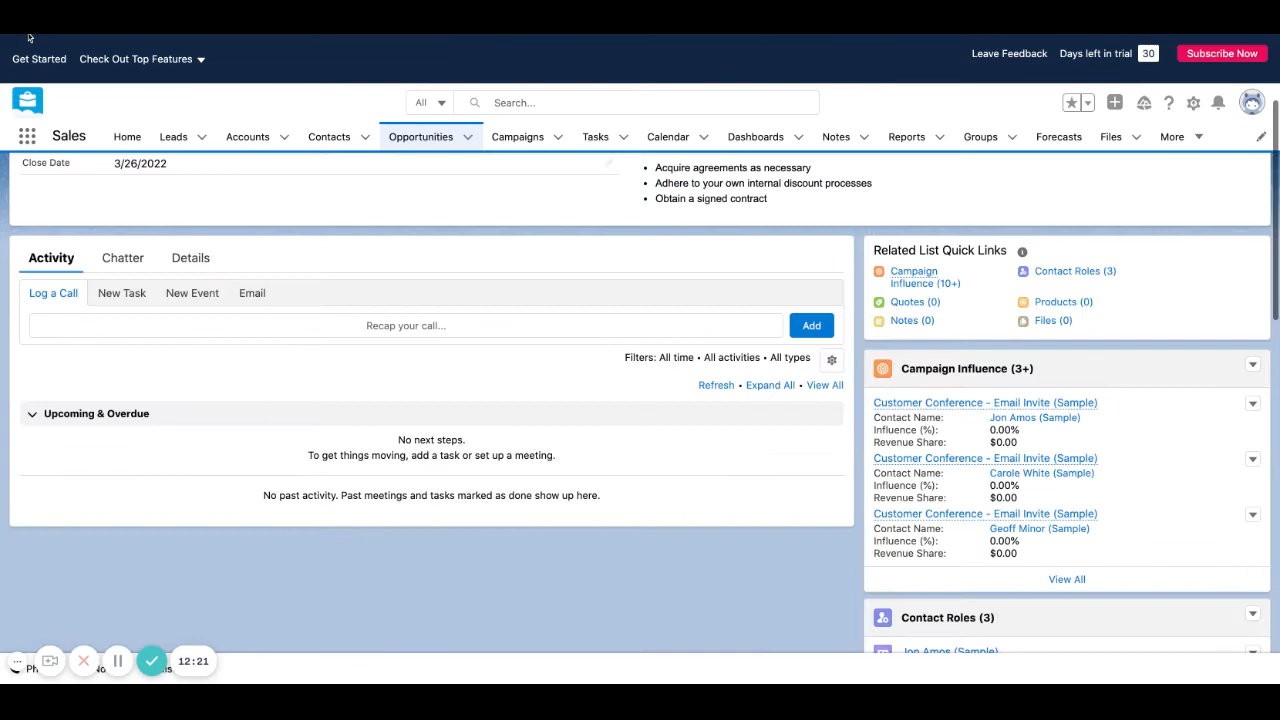 Get Started Check Out Top Features Leave Feedback Days left in trial 30 Subscribe Now
All Search...
Sales Home Leads Accounts Contacts Opportunities Campaigns Tasks Calendar Dashboards Notes Reports Groups Forecasts Files More
Close Date 3/26/2022
• Acquire agreements as necessary
• Adhere to your own internal discount processes
• Obtain a signed contract
Activity Chatter Details
Log a Call New Task New Event Email
Recap your call... Add
Filters: All time • All activities • All types
Refresh • Expand All • View All
Upcoming & Overdue
No next steps.
To get things moving, add a task or set up a meeting.
No past activity. Past meetings and tasks marked as done show up here.
Related List Quick Links
Campaign Influence (10+)
Contact Roles (3)
Quotes (0) Products (0)
Notes (0) Files (0)
Campaign Influence (3+)
Customer Conference - Email Invite (Sample)
Contact Name: Jon Amos (Sample)
Influence (%): 0.00%
Revenue Share: $0.00
Customer Conference - Email Invite (Sample)
Contact Name: Carole White (Sample)
Influence (%): 0.00%
Revenue Share: $0.00
Customer Conference - Email Invite (Sample)
Contact Name: Geoff Minor (Sample)
Influence (%): 0.00%
Revenue Share: $0.00
View All
Contact Roles (3)
Jon Amos (Sample)
12:21